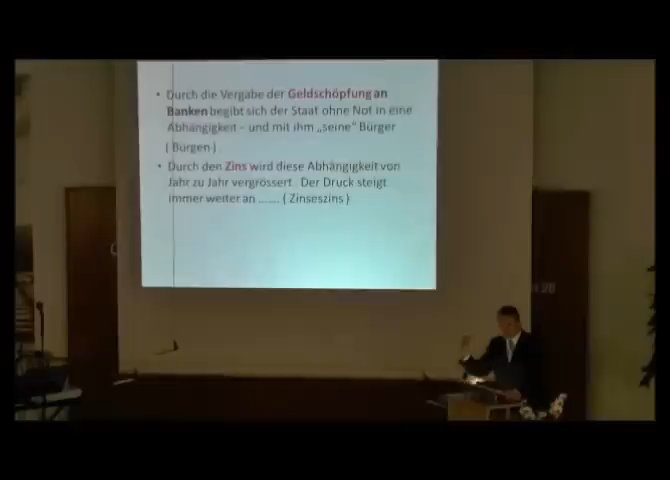 • Durch die Vergabe der Geldschöpfung an
Banken begibt sich der Staat ohne Not in eine
Abhängigkeit – und mit ihm „seine“ Bürger
( Bürgen )
• Durch den Zins wird diese Abhängigkeit von
Jahr zu Jahr vergrössert . Der Druck steigt
immer weiter an ...... ( Zinseszins )